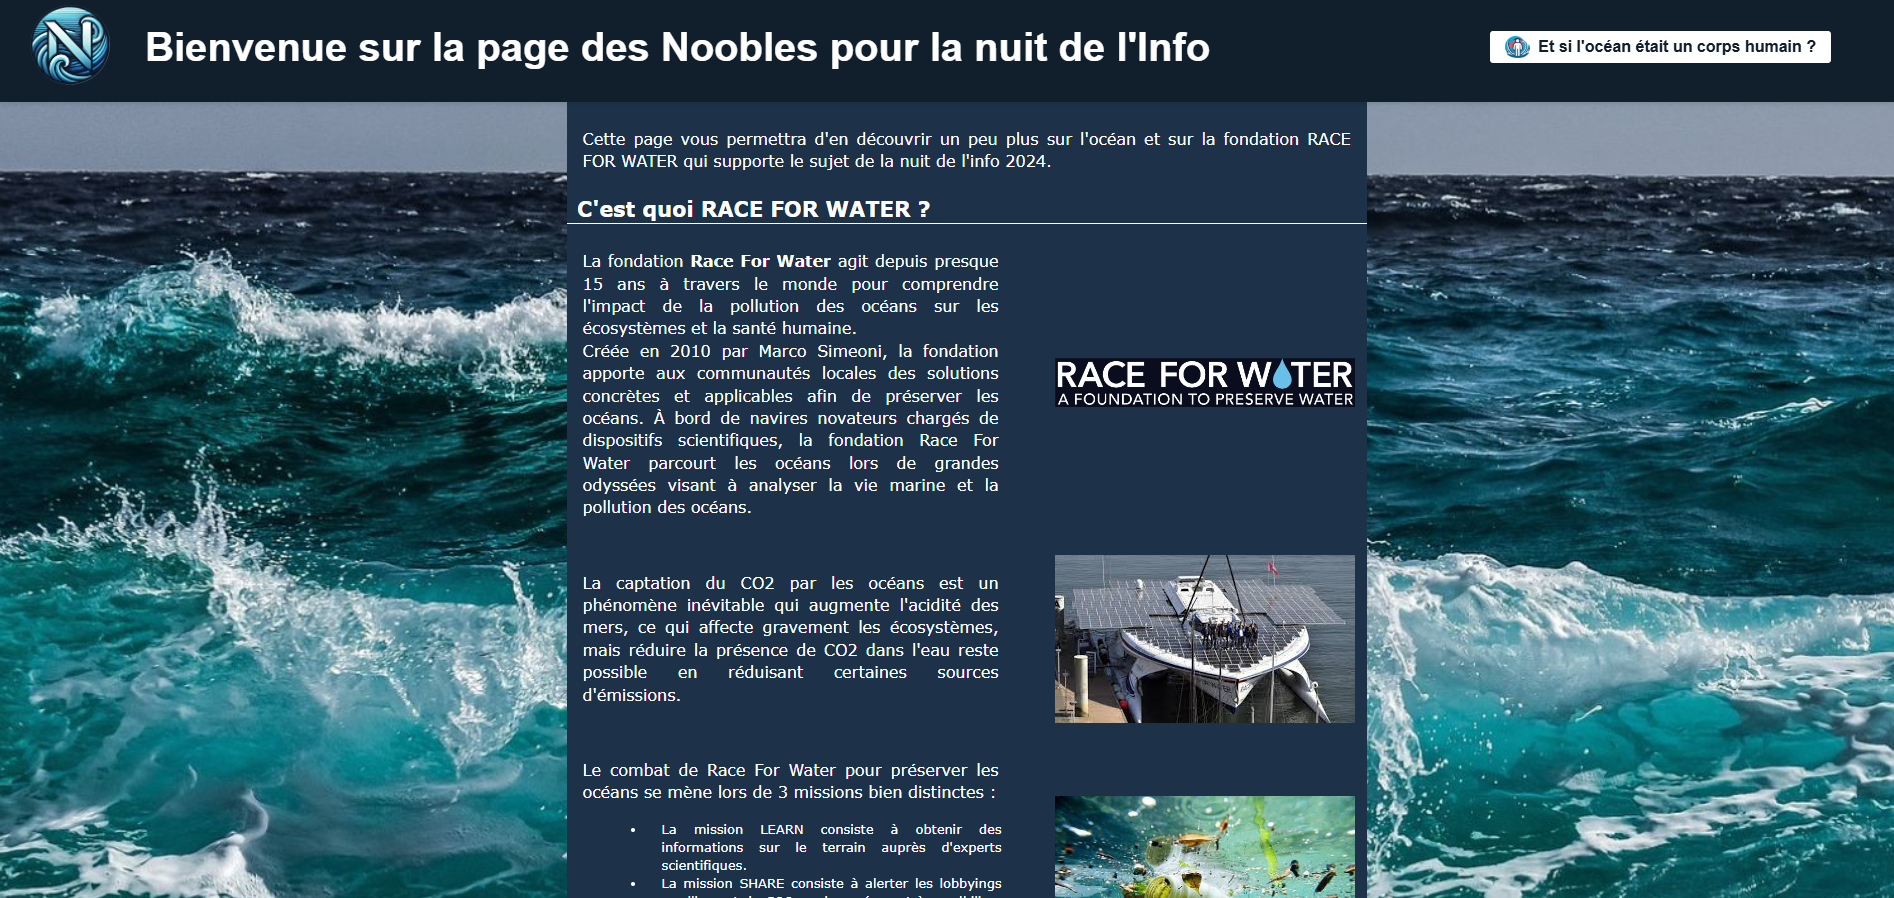 Bienvenue sur la page des Noobles pour la nuit de l'Info
Et si l'océan était un corps humain ?
Cette page vous permettra d'en découvrir un peu plus sur l'océan et sur la fondation RACE
FOR WATER qui supporte le sujet de la nuit de l'info 2024.
C'est quoi RACE FOR WATER ?
La fondation Race For Water agit depuis presque
15 ans à travers le monde pour comprendre
l'impact de la pollution des océans sur les
écosystèmes et la santé humaine.
Créée en 2010 par Marco Simeoni, la fondation
apporte aux communautés locales des solutions
concrètes et applicables afin de préserver les
océans. À bord de navires novateurs chargés de
dispositifs scientifiques, la fondation Race For
Water parcourt les océans lors de grandes
odyssées visant à analyser la vie marine et la
pollution des océans.
RACE FOR WATER
A FOUNDATION TO PRESERVE WATER
La captation du CO2 par les océans est un
phénomène inévitable qui augmente l'acidité des
mers, ce qui affecte gravement les écosystèmes,
mais réduire la présence de CO2 dans l'eau reste
possible en réduisant certaines sources
d'émissions.
Le combat de Race For Water pour préserver les
océans se mène lors de 3 missions bien distinctes :
• La mission LEARN consiste à obtenir des
informations sur le terrain auprès d'experts
scientifiques.
• La mission SHARE consiste à alerter les lobbyings